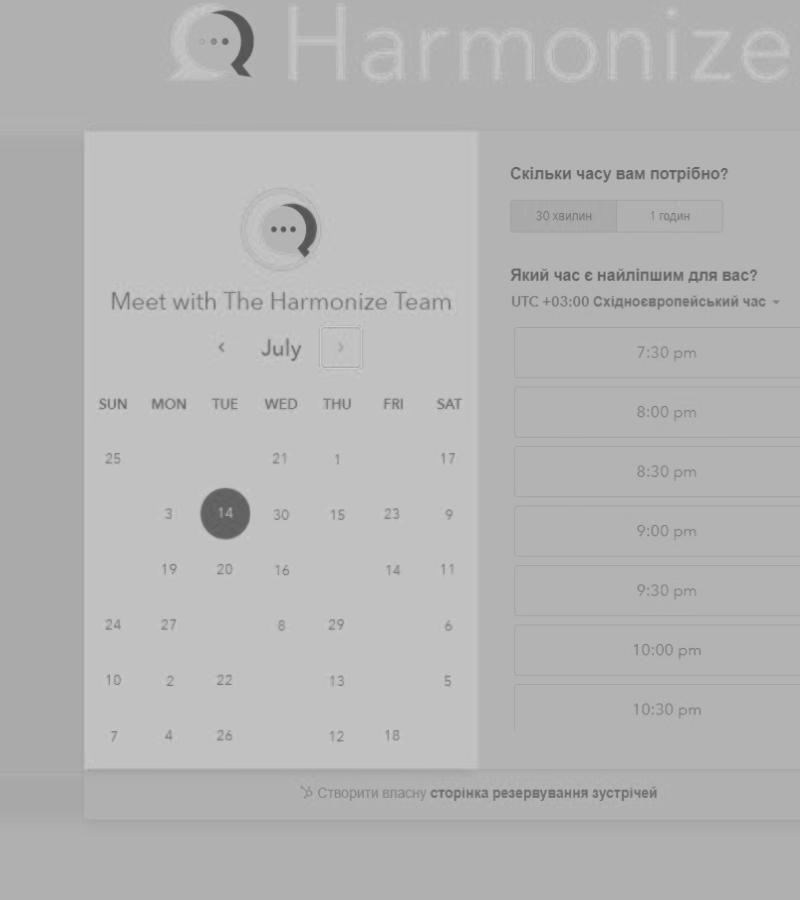 Harmonize
Meet with The Harmonize Team
July
SUN MON TUE WED THU FRI SAT
25 21 1 17
3 14 30 15 23 9
19 20 16 14 11
24 27 8 29 6
10 2 22 13 5
7 4 26 12 18
Скільки часу вам потрібно?
30 хвилин 1 годин
Який час є найліпшим для вас?
UTC +03:00 Східноєвропейський час
7:30 pm
8:00 pm
8:30 pm
9:00 pm
9:30 pm
10:00 pm
10:30 pm
Створити власну сторінка резервування зустрічей